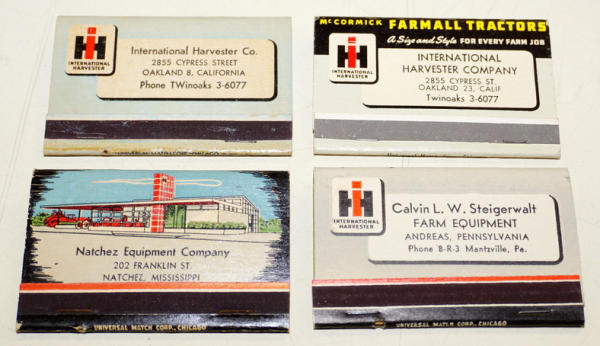 IH
INTERNATIONAL
HARVESTER
International Harvester Co.
2855 CYPRESS STREET
OAKLAND 8, CALIFORNIA
Phone TWinoaks 3-6077
UNIVERSAL MATCH CORP., CHICAGO
McCORMICK FARMALL TRACTORS
A Size and Style FOR EVERY FARM JOB
IH
INTERNATIONAL
HARVESTER
INTERNATIONAL
HARVESTER COMPANY
2855 CYPRESS ST.
OAKLAND 23, CALIF.
TWinoaks 3-6077
Natchez Equipment Company
202 FRANKLIN ST.
NATCHEZ, MISSISSIPPI
UNIVERSAL MATCH CORP., CHICAGO
IH
INTERNATIONAL
HARVESTER
Calvin L. W. Steigerwalt
FARM EQUIPMENT
ANDREAS, PENNSYLVANIA
Phone 8-R-3 Mantzville, Pa.
UNIVERSAL MATCH CORP., CHICAGO